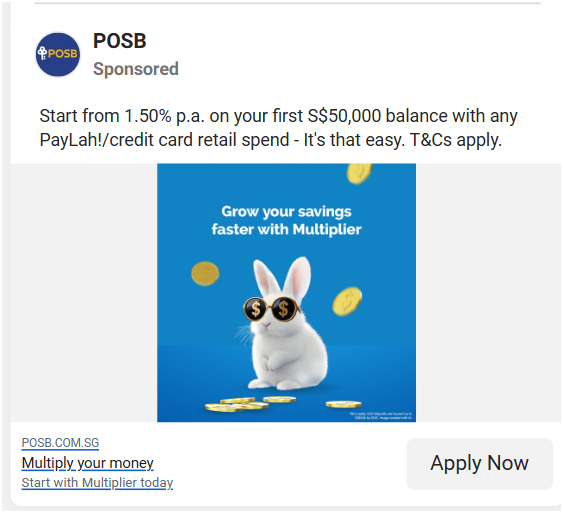 POSB
POSB
Sponsored
Start from 1.50% p.a. on your first S$50,000 balance with any
PayLah!/credit card retail spend - It's that easy. T&Cs apply.
Grow your savings
faster with Multiplier
$ $
POSB.COM.SG
Multiply your money
Start with Multiplier today
Apply Now